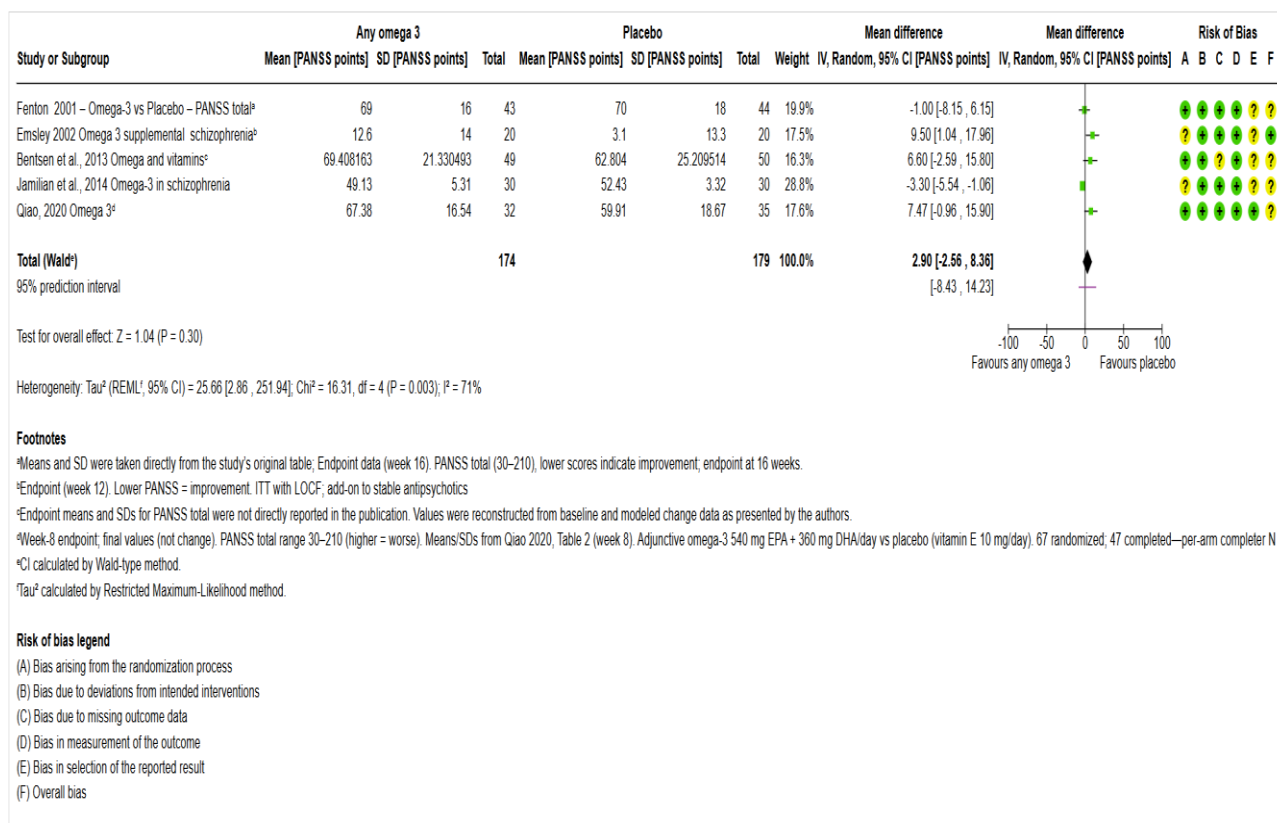 Any omega 3 Placebo Mean difference Mean difference Risk of Bias
Study or Subgroup Mean [PANSS points] SD [PANSS points] Total Mean [PANSS points] SD [PANSS points] Total Weight IV, Random, 95% CI [PANSS points] IV, Random, 95% CI [PANSS points] A B C D E F
Fenton 2001 – Omega-3 vs Placebo – PANSS totalᵃ 69 16 43 70 18 44 19.9% -1.00 [-8.15 , 6.15] + + + + ? ?
Emsley 2002 Omega 3 supplemental schizophreniaᵇ 12.6 14 20 3.1 13.3 20 17.5% 9.50 [1.04 , 17.96] ? + + + ? +
Bentsen et al., 2013 Omega and vitaminsᶜ 69.408163 21.330493 49 62.804 25.209514 50 16.3% 6.60 [-2.59 , 15.80] + + ? + ? ?
Jamilian et al., 2014 Omega-3 in schizophrenia 49.13 5.31 30 52.43 3.32 30 28.8% -3.30 [-5.54 , -1.06] ? + + + ? ?
Qiao, 2020 Omega 3ᵈ 67.38 16.54 32 59.91 18.67 35 17.6% 7.47 [-0.96 , 15.90] + + + + + ?
Total (Waldᵉ) 174 179 100.0% 2.90 [-2.56 , 8.36]
95% prediction interval [-8.43 , 14.23]
Test for overall effect: Z = 1.04 (P = 0.30)
-100 -50 0 50 100
Favours any omega 3 Favours placebo
Heterogeneity: Tau² (REMLᶠ, 95% CI) = 25.66 [2.86 , 251.94]; Chi² = 16.31, df = 4 (P = 0.003); I² = 71%
Footnotes
ᵃMeans and SD were taken directly from the study's original table; Endpoint data (week 16). PANSS total (30–210), lower scores indicate improvement; endpoint at 16 weeks.
ᵇEndpoint (week 12). Lower PANSS = improvement. ITT with LOCF; add-on to stable antipsychotics
ᶜEndpoint means and SDs for PANSS total were not directly reported in the publication. Values were reconstructed from baseline and modeled change data as presented by the authors.
ᵈWeek-8 endpoint; final values (not change). PANSS total range 30–210 (higher = worse). Means/SDs from Qiao 2020, Table 2 (week 8). Adjunctive omega-3 540 mg EPA + 360 mg DHA/day vs placebo (vitamin E 10 mg/day). 67 randomized; 47 completed—per-arm completer N
ᵉCI calculated by Wald-type method.
ᶠTau² calculated by Restricted Maximum-Likelihood method.
Risk of bias legend
(A) Bias arising from the randomization process
(B) Bias due to deviations from intended interventions
(C) Bias due to missing outcome data
(D) Bias in measurement of the outcome
(E) Bias in selection of the reported result
(F) Overall bias